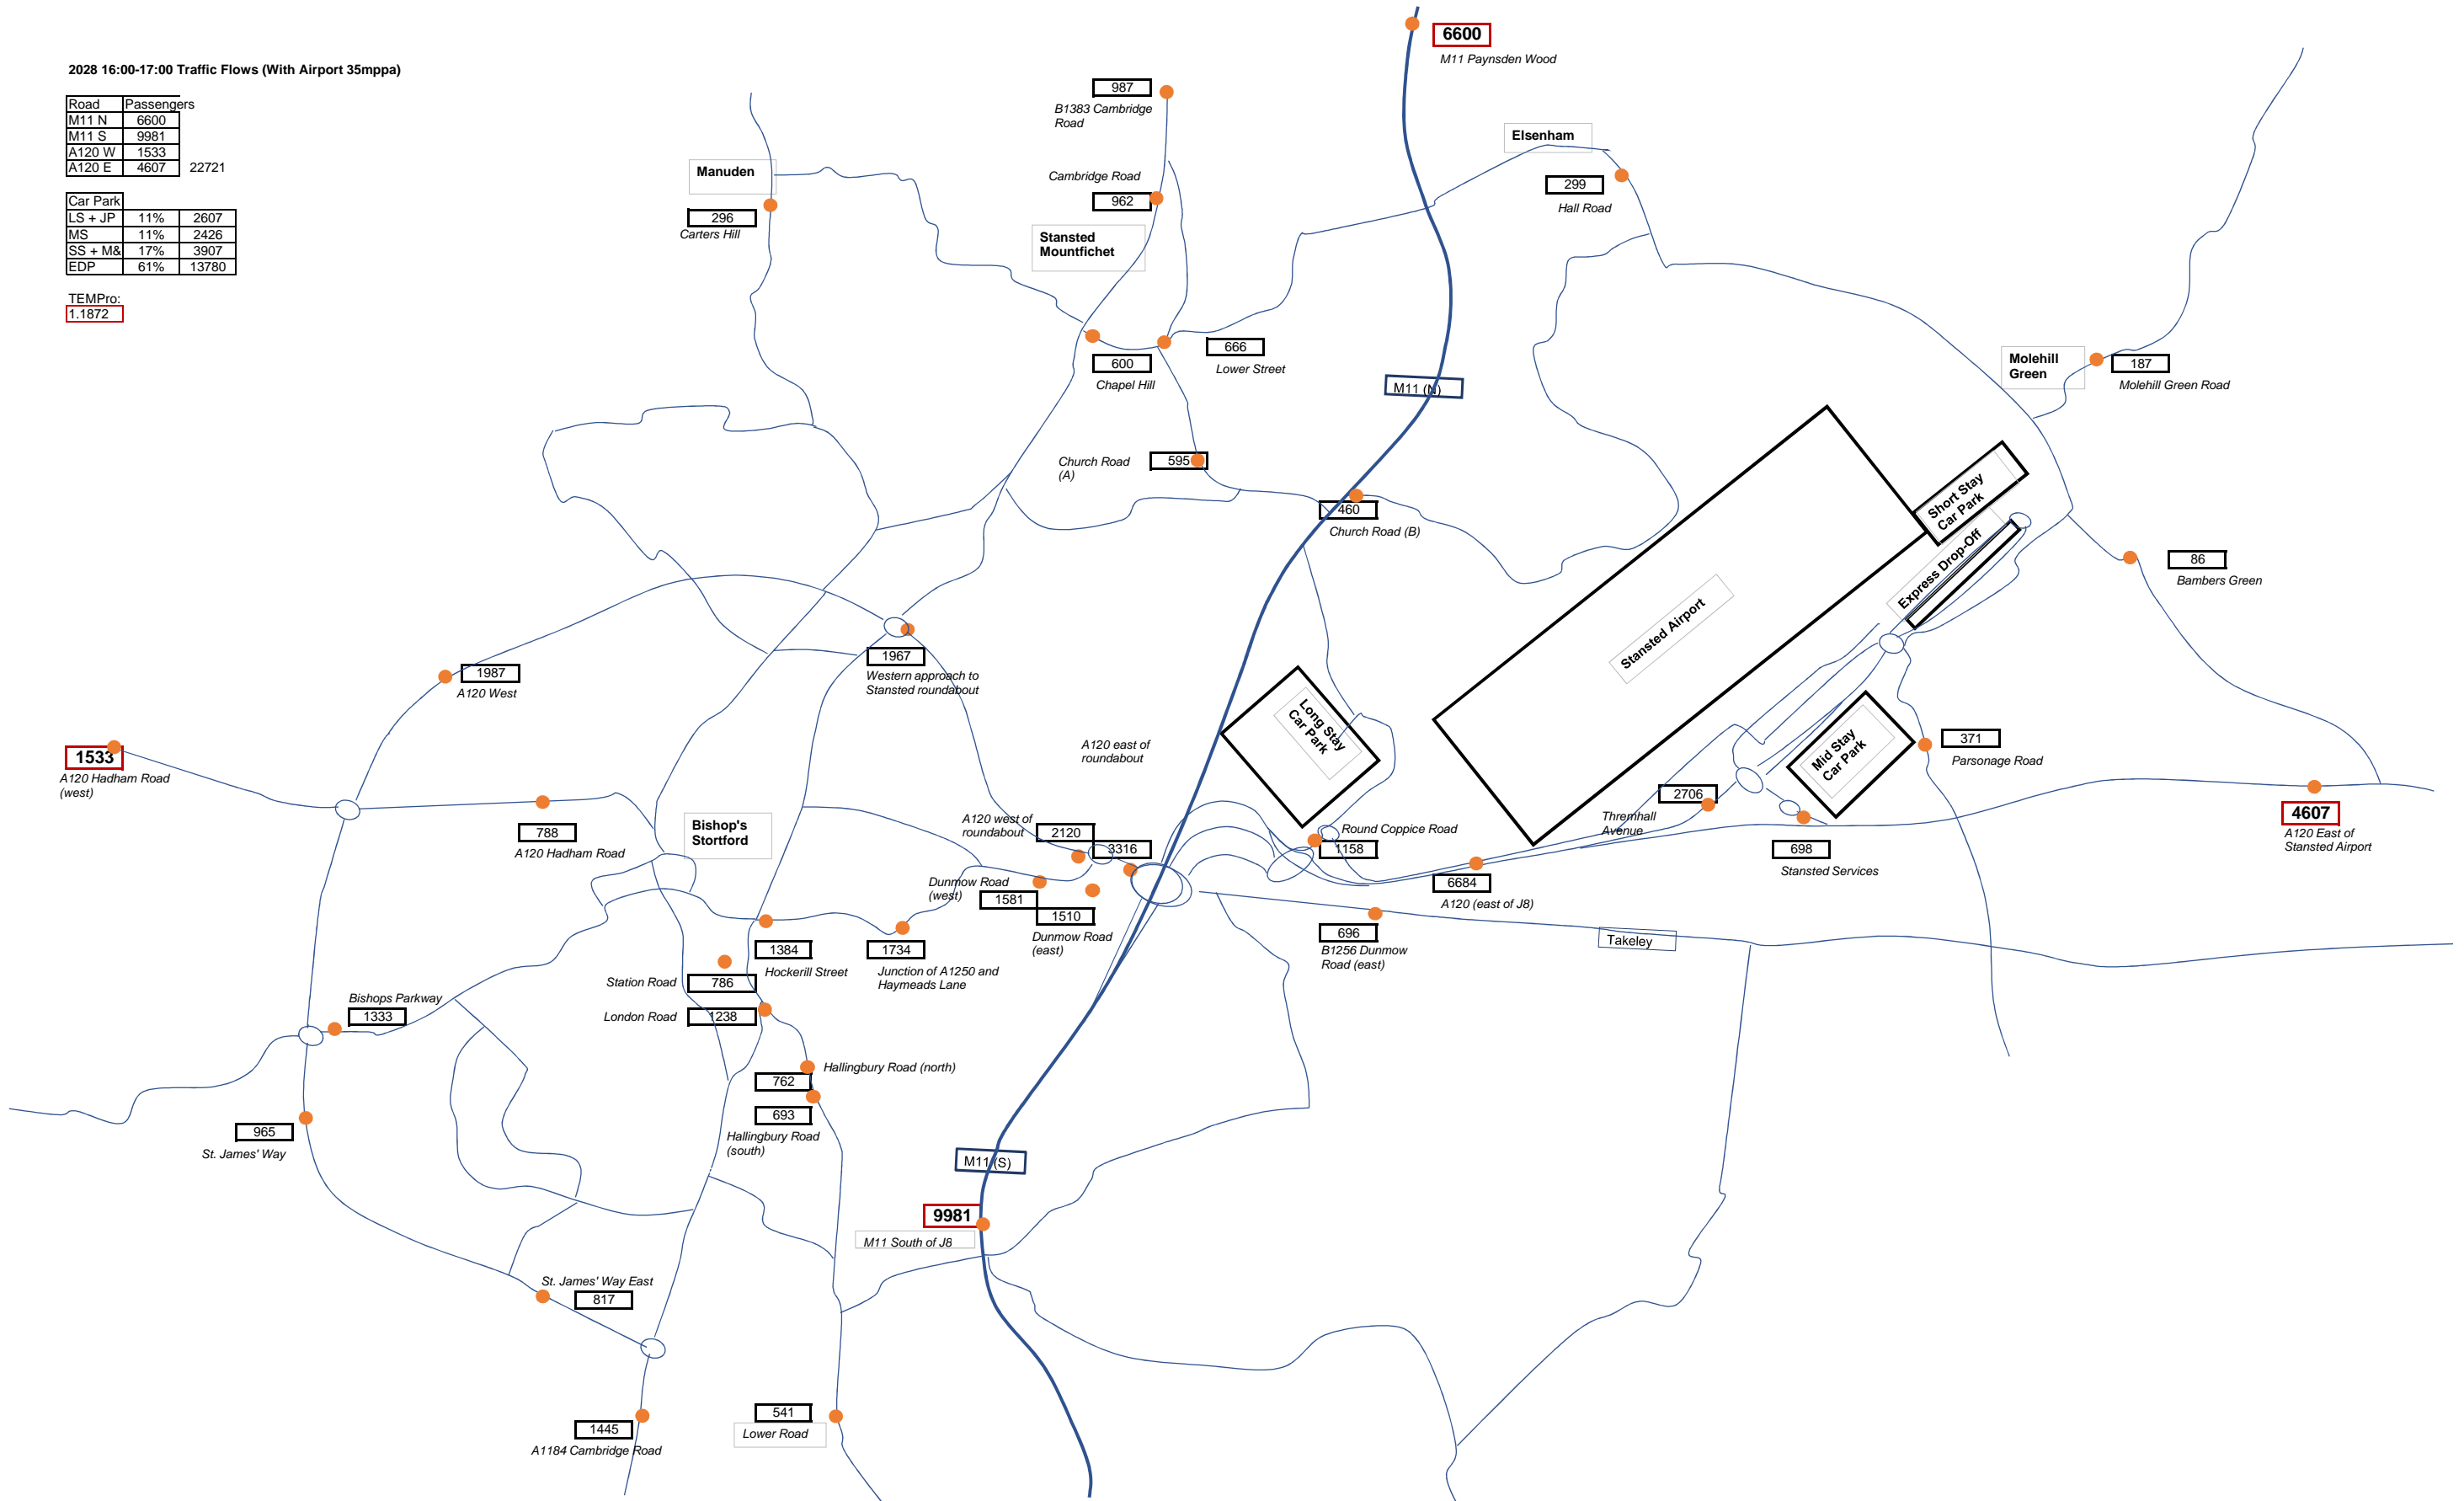 2028 16:00-17:00 Traffic Flows (With Airport 35mppa)
Road Passengers
M11 N 6600
M11 S 9981
A120 W 1533
A120 E 4607 22721
Car Park
LS + JP 11% 2607
MS 11% 2426
SS + M& 17% 3907
EDP 61% 13780
TEMPro:
1.1872
6600
M11 Paynsden Wood
987
B1383 Cambridge
Road
Elsenham
Manuden
Cambridge Road
962
299
Hall Road
296
Carters Hill
Stansted
Mountfichet
666
Lower Street
600
Chapel Hill
M11 (N)
Molehill
Green
187
Molehill Green Road
Church Road
(A)
595
460
Church Road (B)
Short Stay
Car Park
Express Drop-Off
86
Bambers Green
Stansted Airport
1967
Western approach to
Stansted roundabout
1987
A120 West
Long Stay
Car Park
Mid Stay
Car Park
371
Parsonage Road
1533
A120 Hadham Road
(west)
A120 east of
roundabout
2706
Thremhall
Avenue
4607
A120 East of
Stansted Airport
788
A120 Hadham Road
Bishop's
Stortford
A120 west of
roundabout
2120
3316
Round Coppice Road
1158
698
Stansted Services
Dunmow Road
(west)
1581
1510
Dunmow Road
(east)
6684
A120 (east of J8)
696
B1256 Dunmow
Road (east)
Takeley
1384
Hockerill Street
1734
Junction of A1250 and
Haymeads Lane
Station Road
786
London Road
1238
Bishops Parkway
1333
Hallingbury Road (north)
762
693
Hallingbury Road
(south)
965
St. James' Way
M11 (S)
9981
M11 South of J8
St. James' Way East
817
541
Lower Road
1445
A1184 Cambridge Road